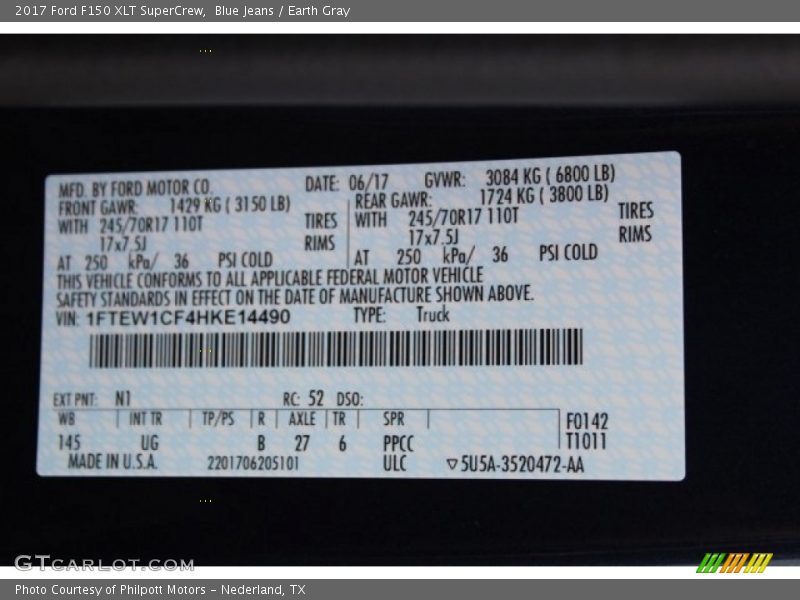 2017 Ford F150 XLT SuperCrew,  Blue Jeans / Earth Gray
MFD. BY FORD MOTOR CO. DATE: 06/17 GVWR: 3084 KG ( 6800 LB)
FRONT GAWR: 1429 KG ( 3150 LB) REAR GAWR: 1724 KG ( 3800 LB)
WITH 245/70R17 110T TIRES WITH 245/70R17 110T TIRES
17x7.5J RIMS 17x7.5J RIMS
AT 250 kPa/ 36 PSI COLD AT 250 kPa/ 36 PSI COLD
THIS VEHICLE CONFORMS TO ALL APPLICABLE FEDERAL MOTOR VEHICLE
SAFETY STANDARDS IN EFFECT ON THE DATE OF MANUFACTURE SHOWN ABOVE.
VIN: 1FTEW1CF4HKE14490 TYPE: Truck
EXT PNT: N1 RC: 52 DSO:
WB INT TR TP/PS R AXLE TR SPR F0142
145 UG B 27 6 PPCC T1011
MADE IN U.S.A. 2201706205101 ULC ▽5U5A-3520472-AA
GTCARLOT.COM
Photo Courtesy of Philpott Motors - Nederland, TX